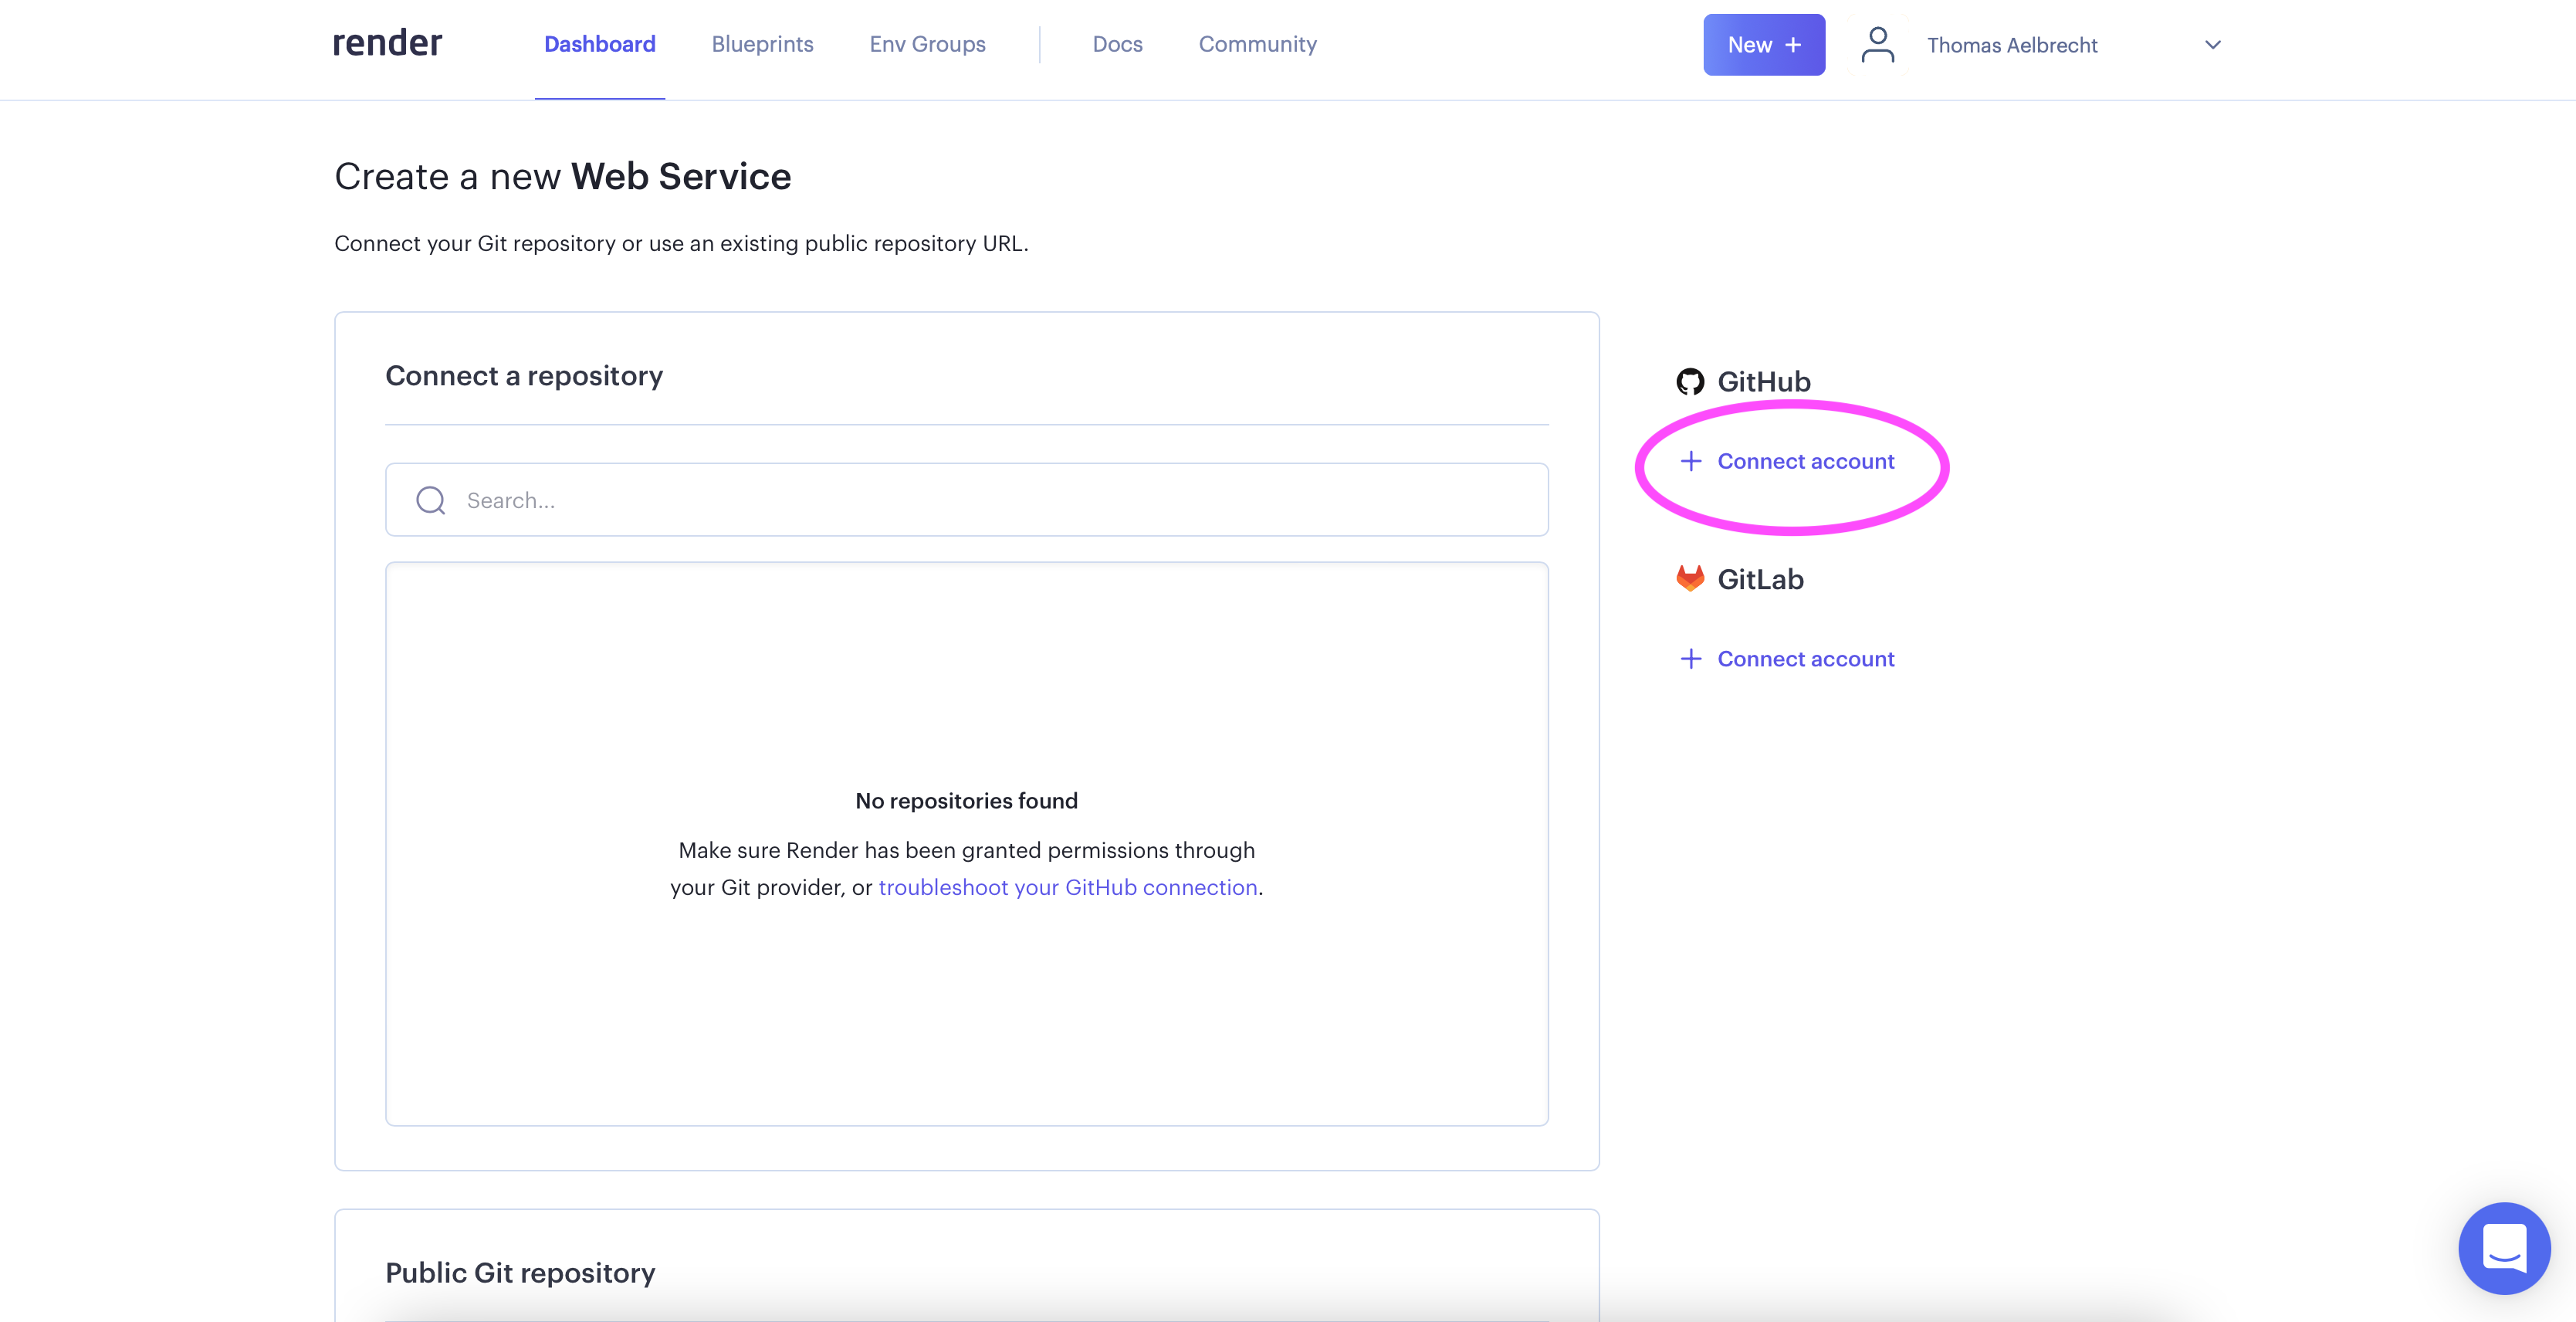 render Dashboard Blueprints Env Groups Docs Community New + Thomas Aelbrecht
Create a new Web Service
Connect your Git repository or use an existing public repository URL.
Connect a repository
Search...
No repositories found
Make sure Render has been granted permissions through
your Git provider, or troubleshoot your GitHub connection.
GitHub
+ Connect account
GitLab
+ Connect account
Public Git repository